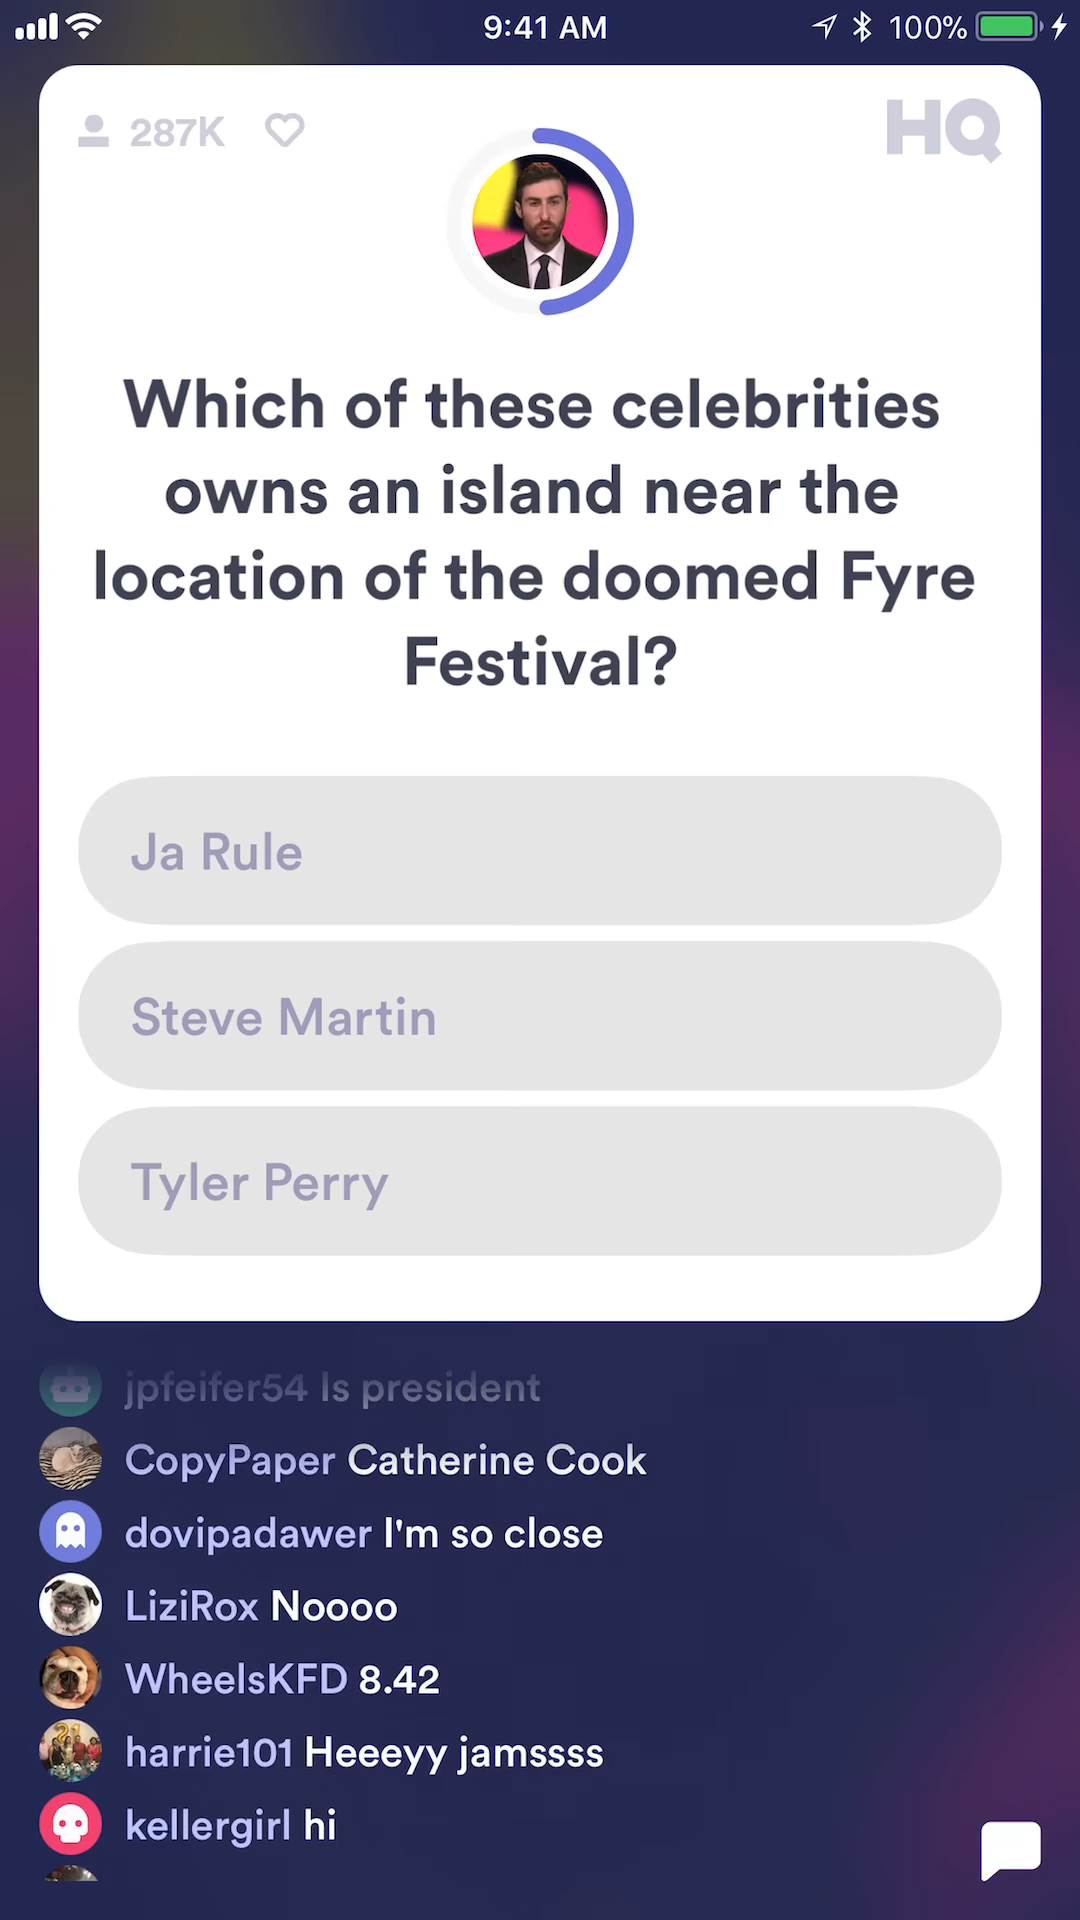 9:41 AM
100%
287K
HQ
Which of these celebrities
owns an island near the
location of the doomed Fyre
Festival?
Ja Rule
Steve Martin
Tyler Perry
jpfeifer54 Is president
CopyPaper Catherine Cook
dovipadawer I'm so close
LiziRox Noooo
WheelsKFD 8.42
harrie101 Heeeyy jamssss
kellergirl hi